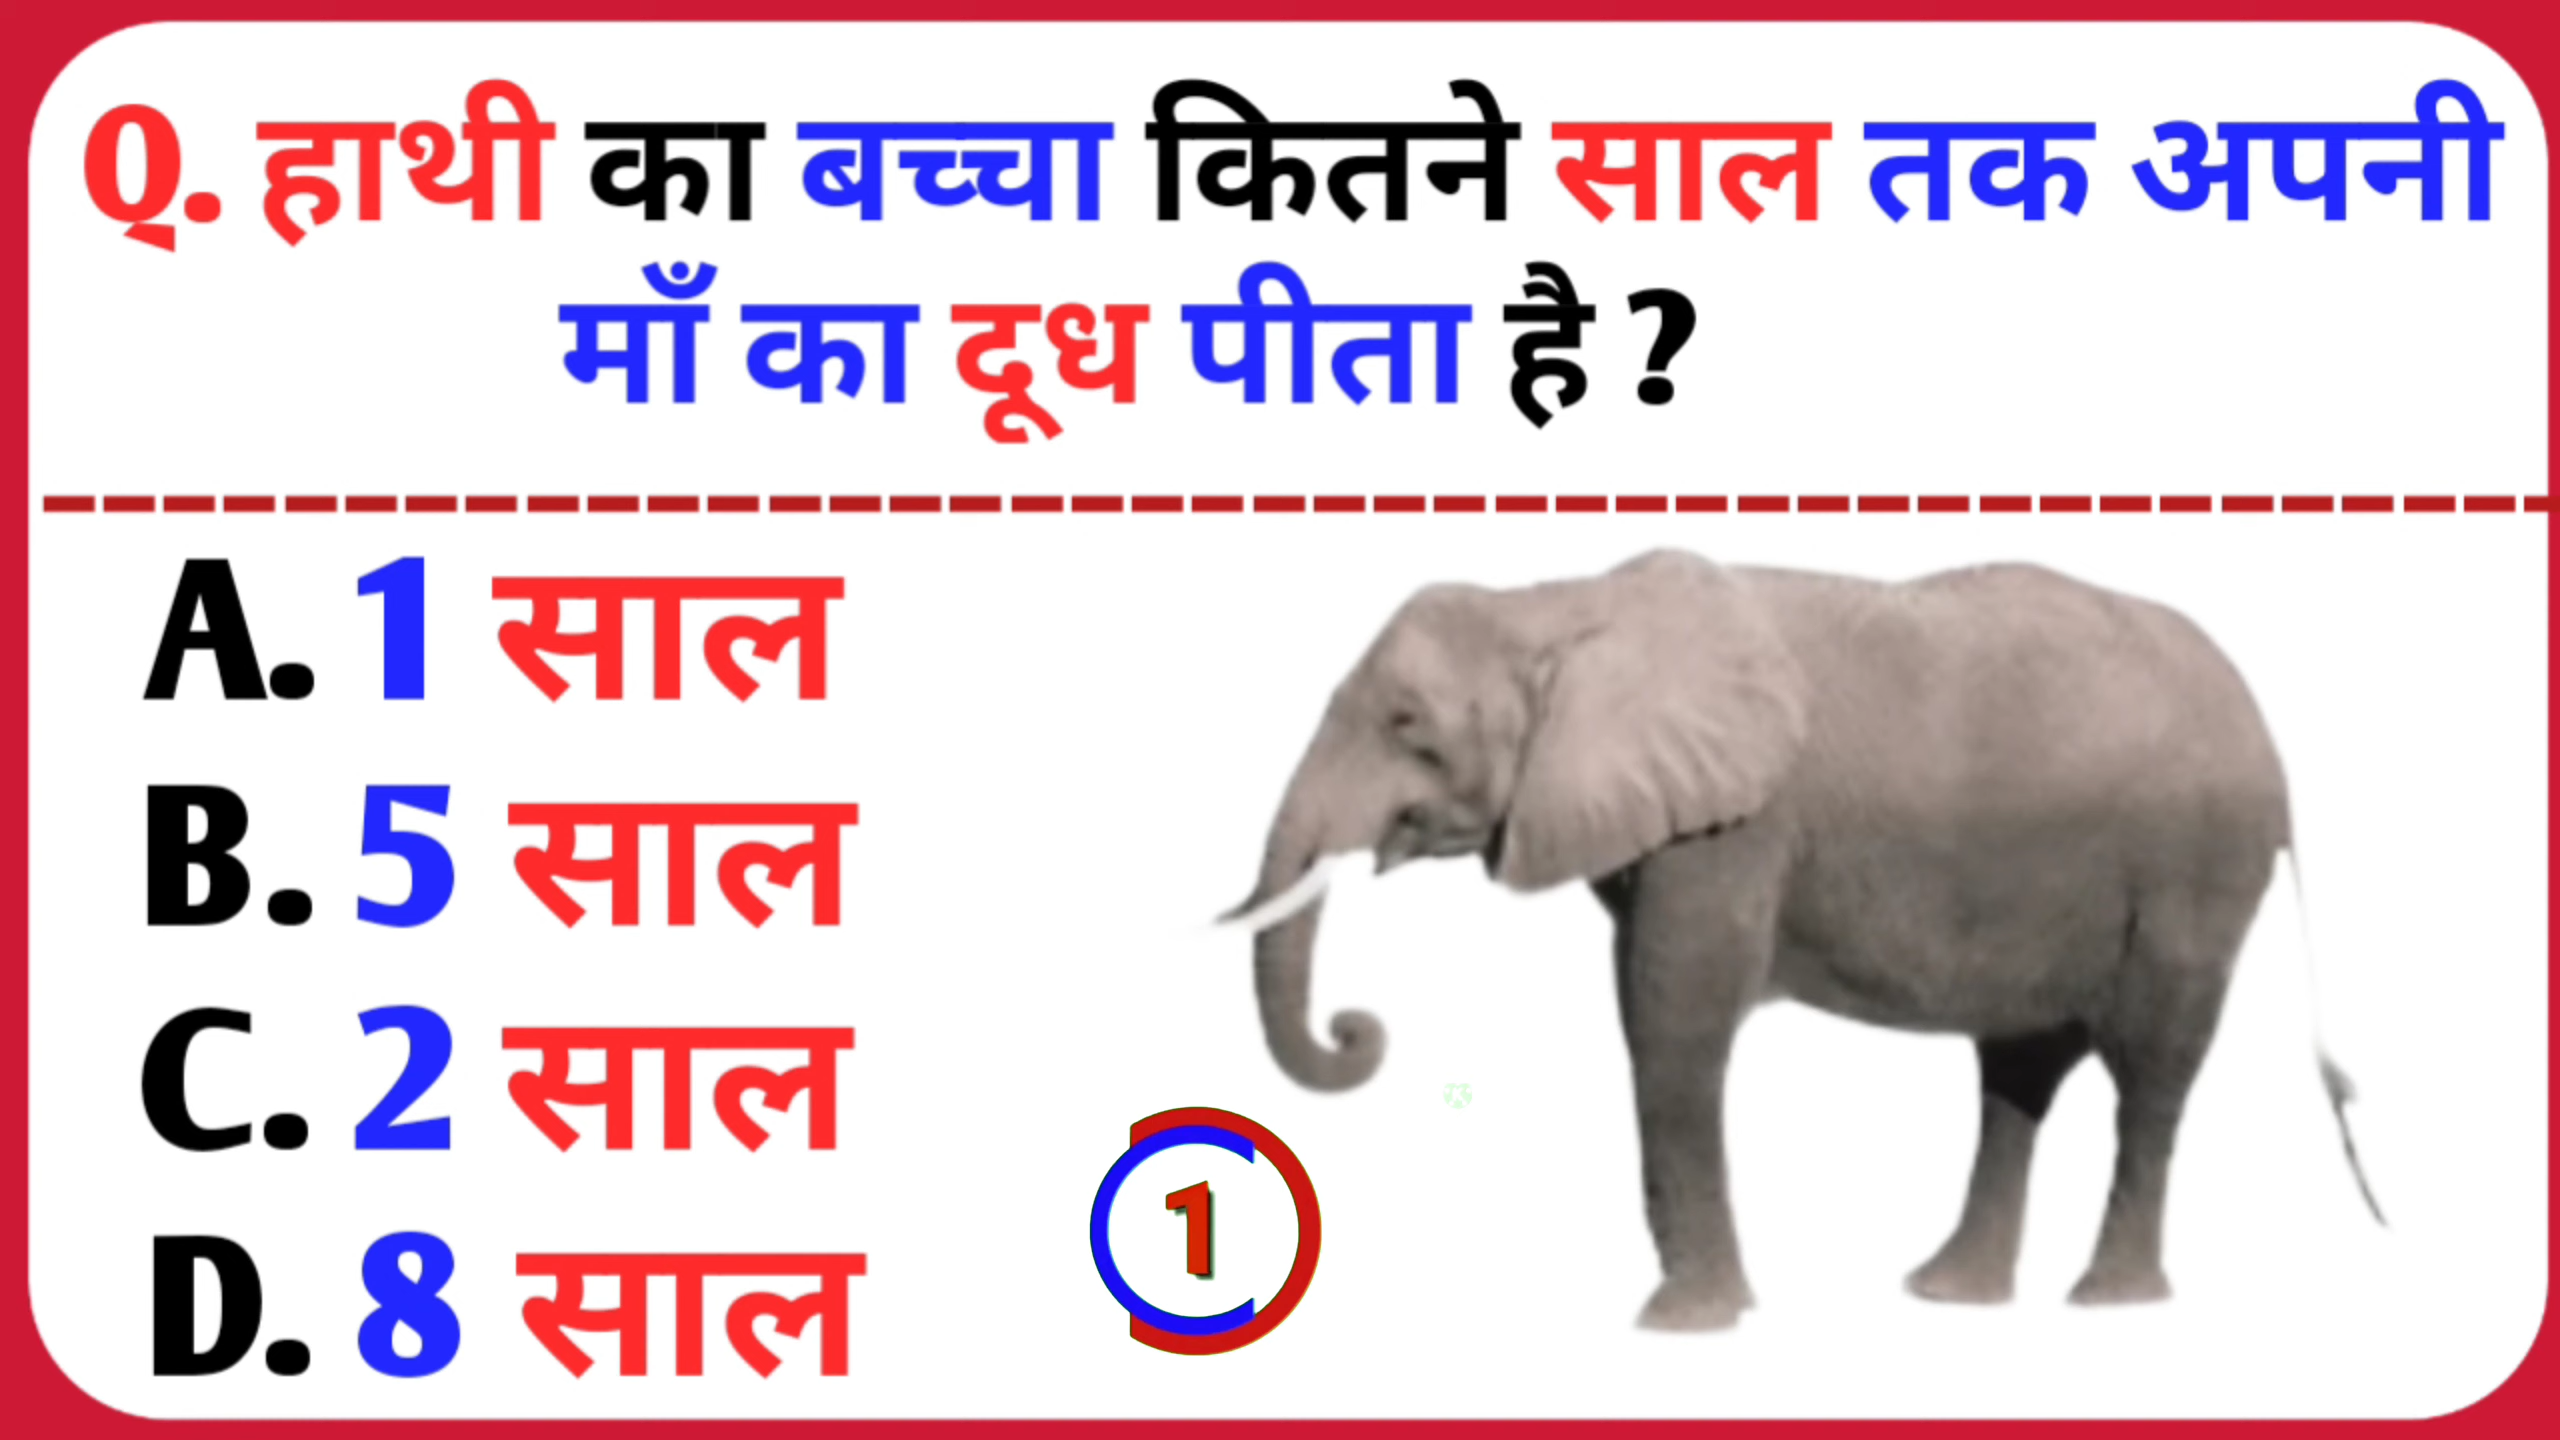 Q. हाथी का बच्चा कितने साल तक अपनी
माँ का दूध पीता है ?
A. 1 साल
B. 5 साल
C. 2 साल
D. 8 साल
1